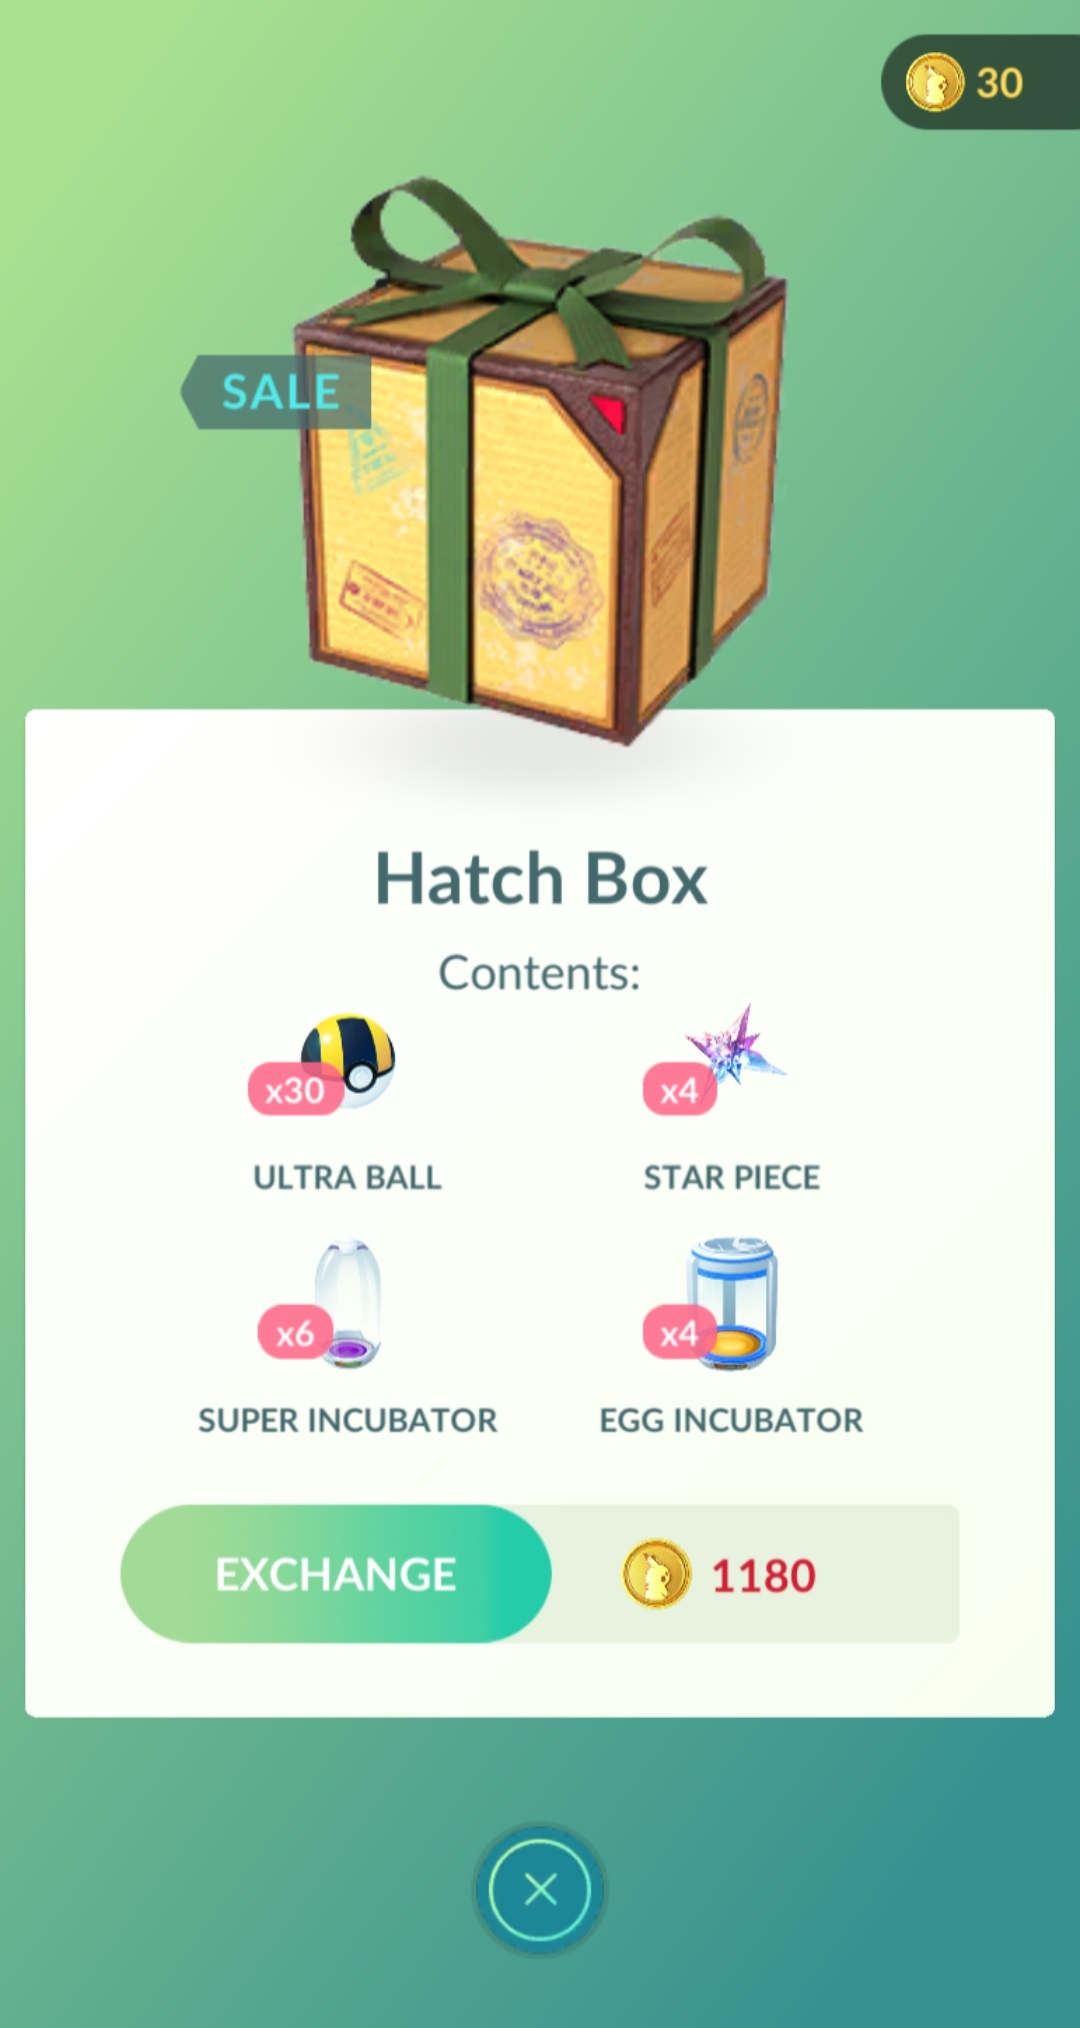 30
SALE
Hatch Box
Contents:
x30
x4
ULTRA BALL
STAR PIECE
x6
x4
SUPER INCUBATOR
EGG INCUBATOR
EXCHANGE
1180